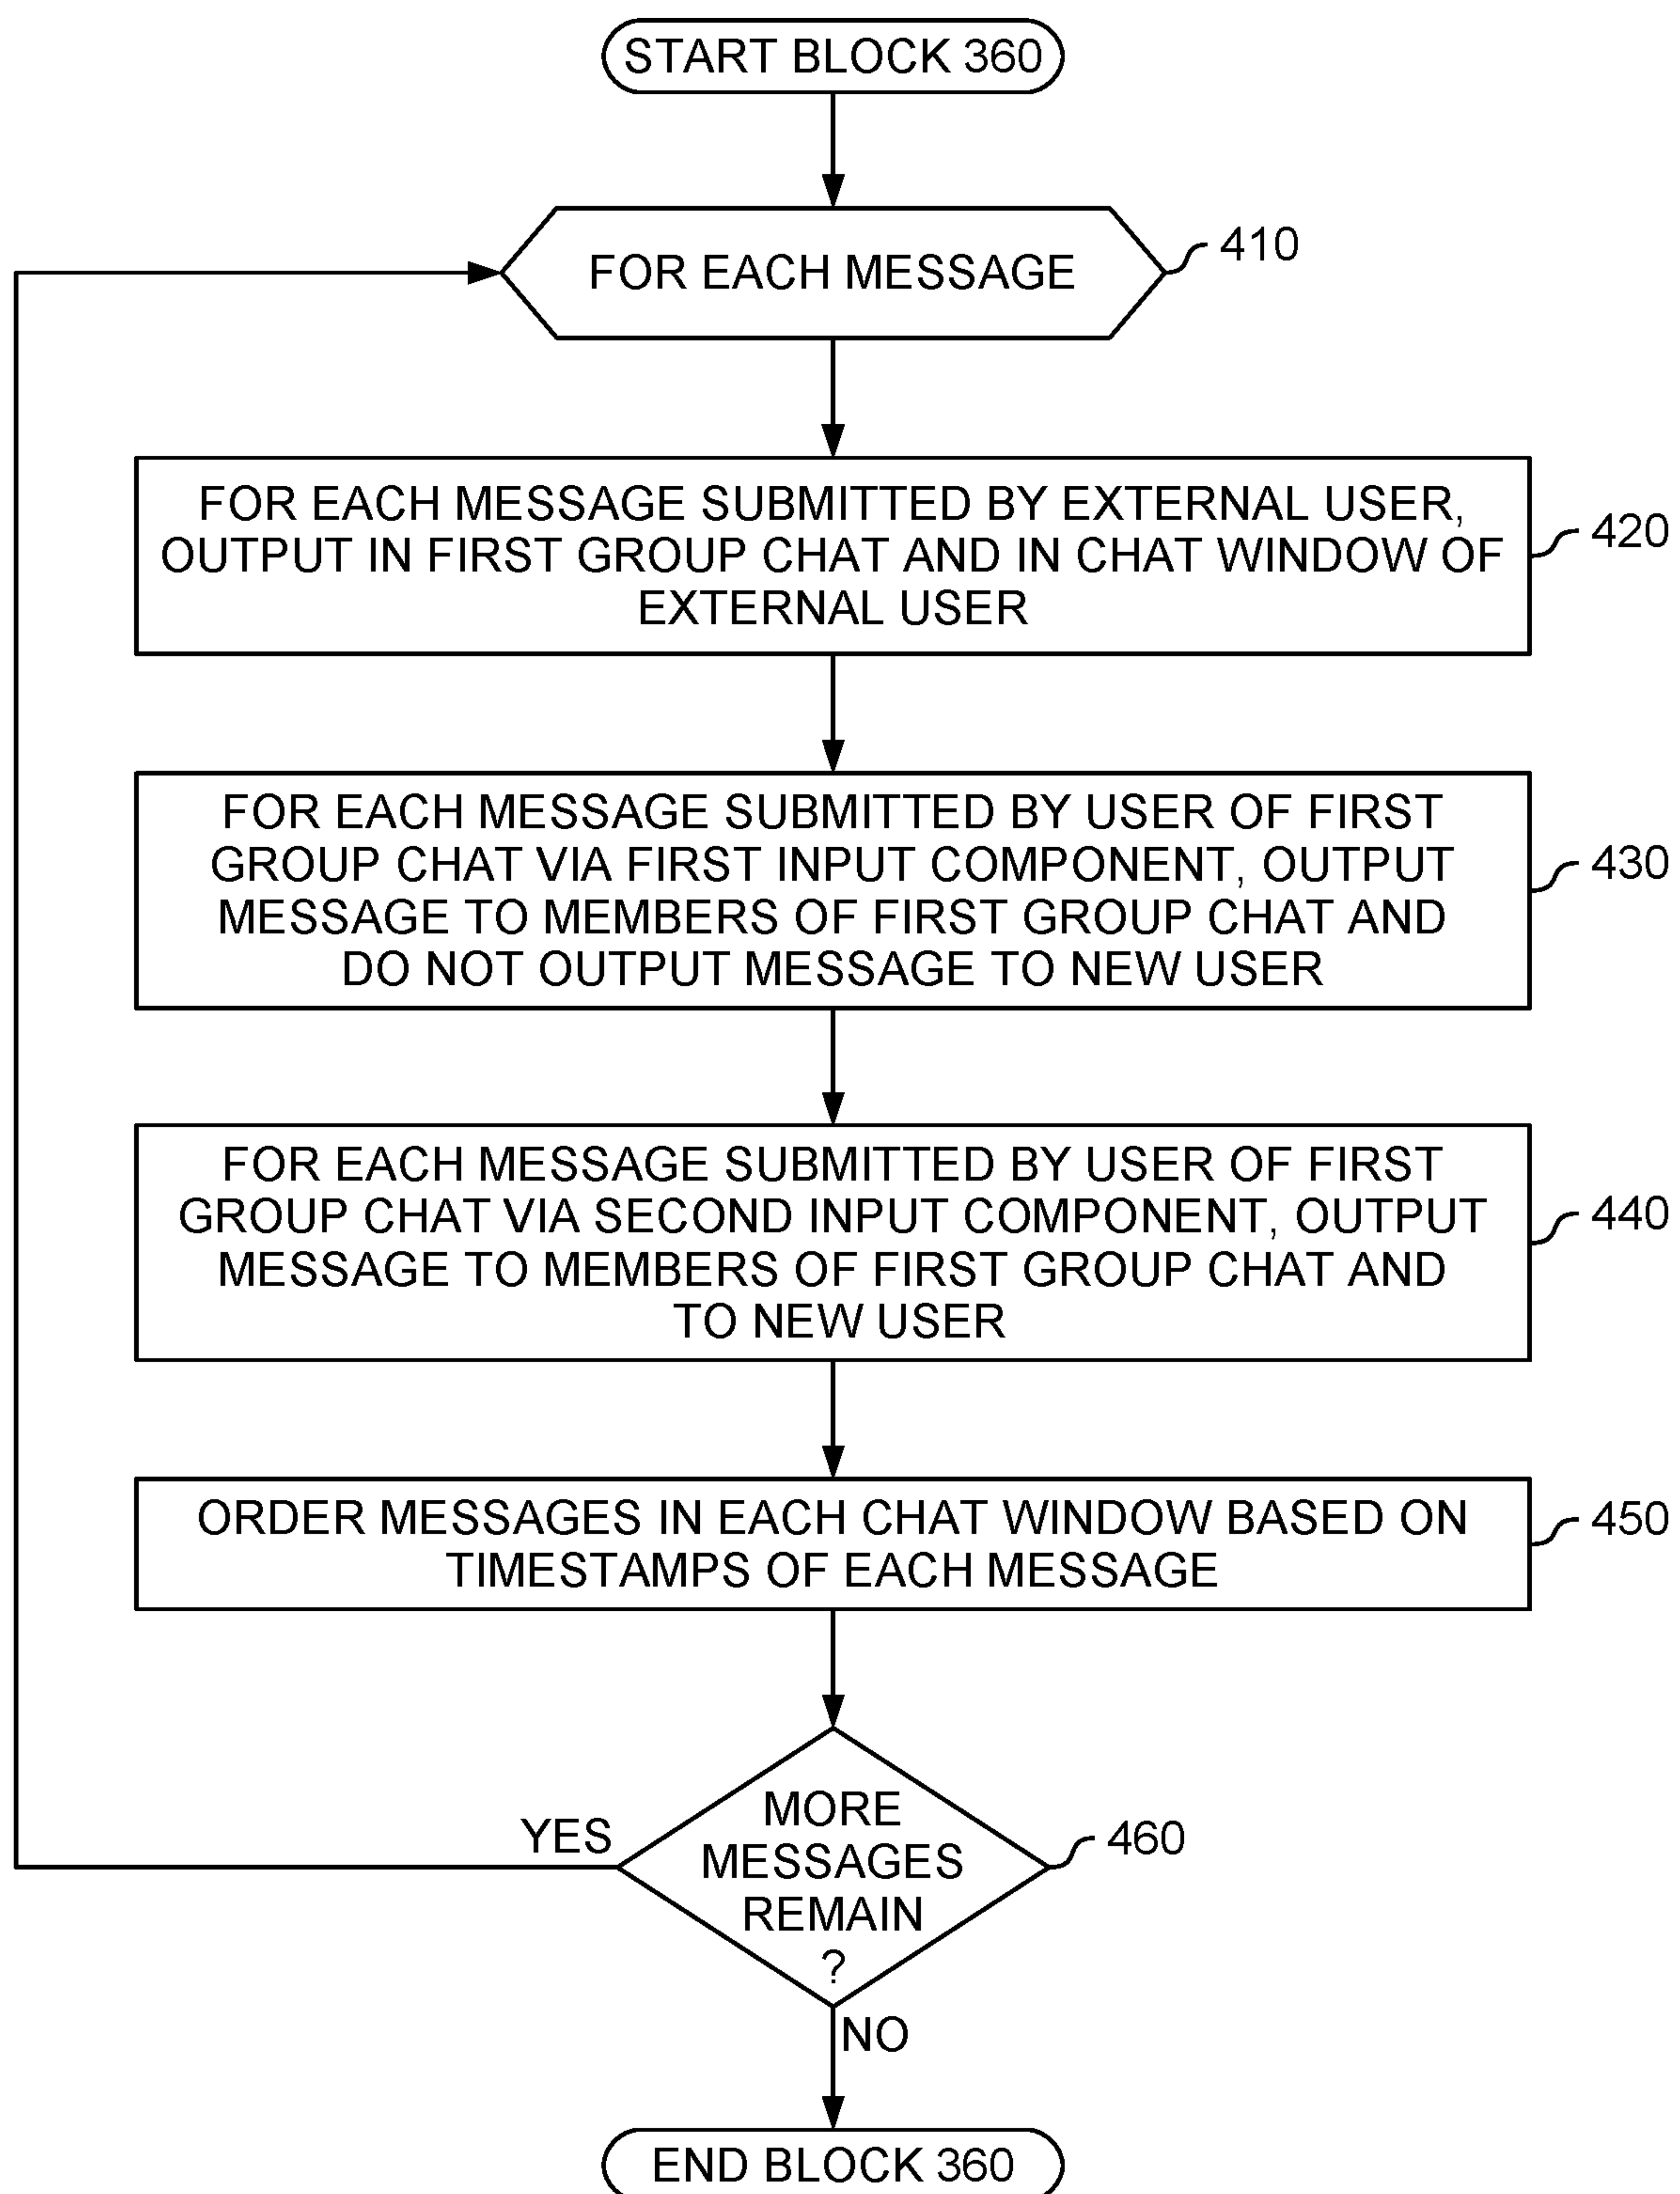 START BLOCK 360
FOR EACH MESSAGE
410
FOR EACH MESSAGE SUBMITTED BY EXTERNAL USER,
OUTPUT IN FIRST GROUP CHAT AND IN CHAT WINDOW OF
EXTERNAL USER
420
FOR EACH MESSAGE SUBMITTED BY USER OF FIRST
GROUP CHAT VIA FIRST INPUT COMPONENT, OUTPUT
MESSAGE TO MEMBERS OF FIRST GROUP CHAT AND
DO NOT OUTPUT MESSAGE TO NEW USER
430
FOR EACH MESSAGE SUBMITTED BY USER OF FIRST
GROUP CHAT VIA SECOND INPUT COMPONENT, OUTPUT
MESSAGE TO MEMBERS OF FIRST GROUP CHAT AND
TO NEW USER
440
ORDER MESSAGES IN EACH CHAT WINDOW BASED ON
TIMESTAMPS OF EACH MESSAGE
450
MORE
MESSAGES
REMAIN
?
460
YES
NO
END BLOCK 360